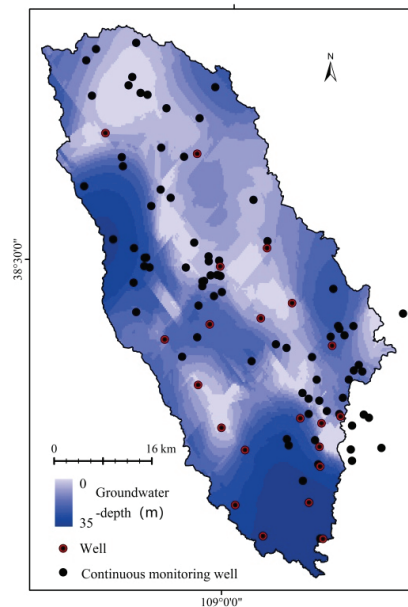 N
38°30'0"
0
16 km
0
Groundwater
-depth (m)
35
Well
Continuous monitoring well
109°0'0"